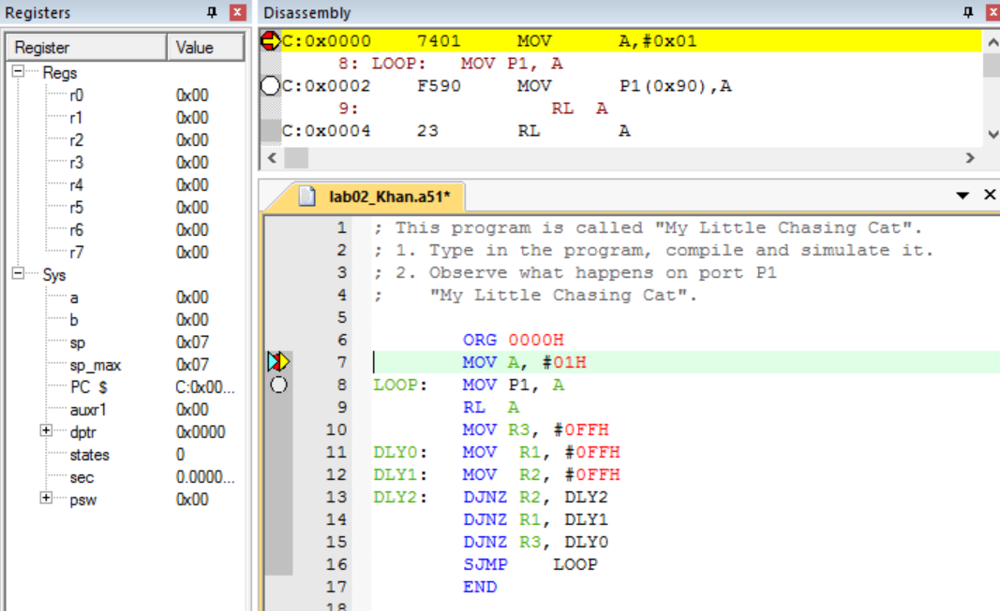 Registers
Register Value
Regs
r0 0x00
r1 0x00
r2 0x00
r3 0x00
r4 0x00
r5 0x00
r6 0x00
r7 0x00
Sys
a 0x00
b 0x00
sp 0x07
sp_max 0x07
PC $ C:0x00...
auxr1 0x00
dptr 0x0000
states 0
sec 0.0000...
psw 0x00
Disassembly
C:0x0000 7401 MOV A,#0x01
8: LOOP: MOV P1, A
C:0x0002 F590 MOV P1(0x90),A
9: RL A
C:0x0004 23 RL A
lab02_Khan.a51*
1 ; This program is called "My Little Chasing Cat".
2 ; 1. Type in the program, compile and simulate it.
3 ; 2. Observe what happens on port P1
4 ; "My Little Chasing Cat".
5
6 ORG 0000H
7 MOV A, #01H
8 LOOP: MOV P1, A
9 RL A
10 MOV R3, #0FFH
11 DLY0: MOV R1, #0FFH
12 DLY1: MOV R2, #0FFH
13 DLY2: DJNZ R2, DLY2
14 DJNZ R1, DLY1
15 DJNZ R3, DLY0
16 SJMP LOOP
17 END
18